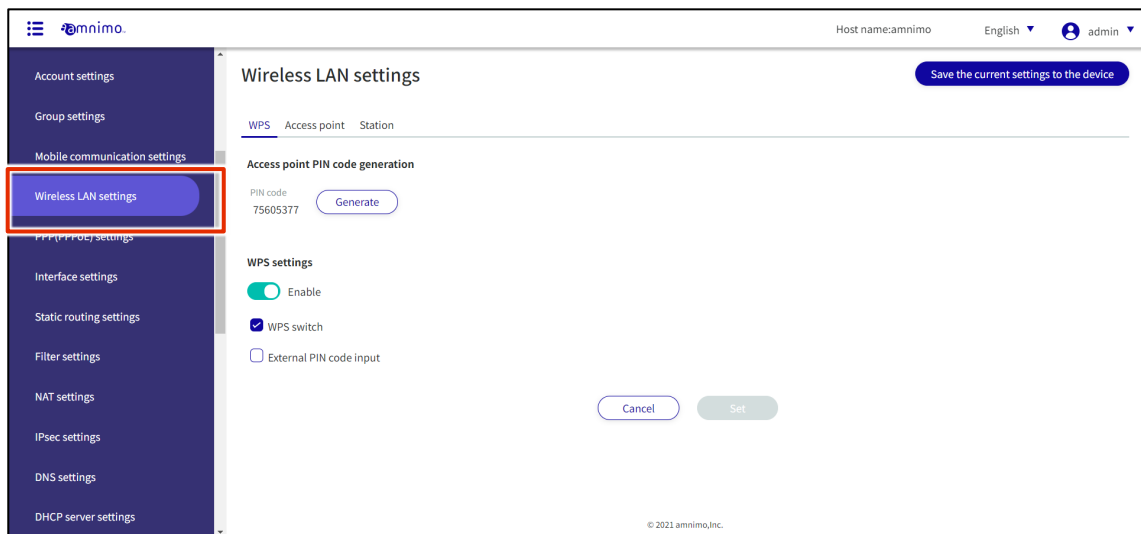 amnimo
Host name:amnimo
English
admin
Account settings
Group settings
Mobile communication settings
Wireless LAN settings
PPP(PPPoE) settings
Interface settings
Static routing settings
Filter settings
NAT settings
IPsec settings
DNS settings
DHCP server settings
Wireless LAN settings
Save the current settings to the device
WPS Access point Station
Access point PIN code generation
PIN code
75605377
Generate
WPS settings
Enable
WPS switch
External PIN code input
Cancel
Set
© 2021 amnimo,Inc.